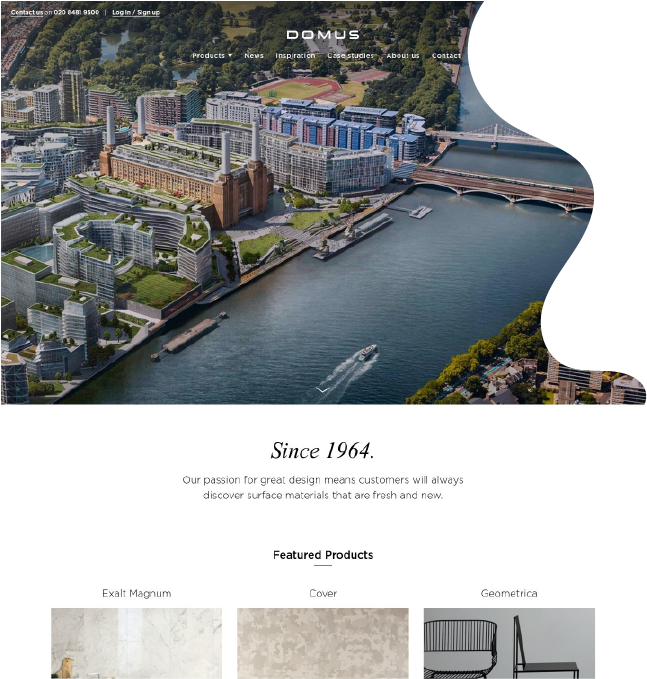 Contact us on 020 8481 9500 | Log In / Sign up
DOMUS
Products ▼ News Inspiration Case studies About us Contact
Since 1964.
Our passion for great design means customers will always
discover surface materials that are fresh and new.
Featured Products
Exalt Magnum Cover Geometrica